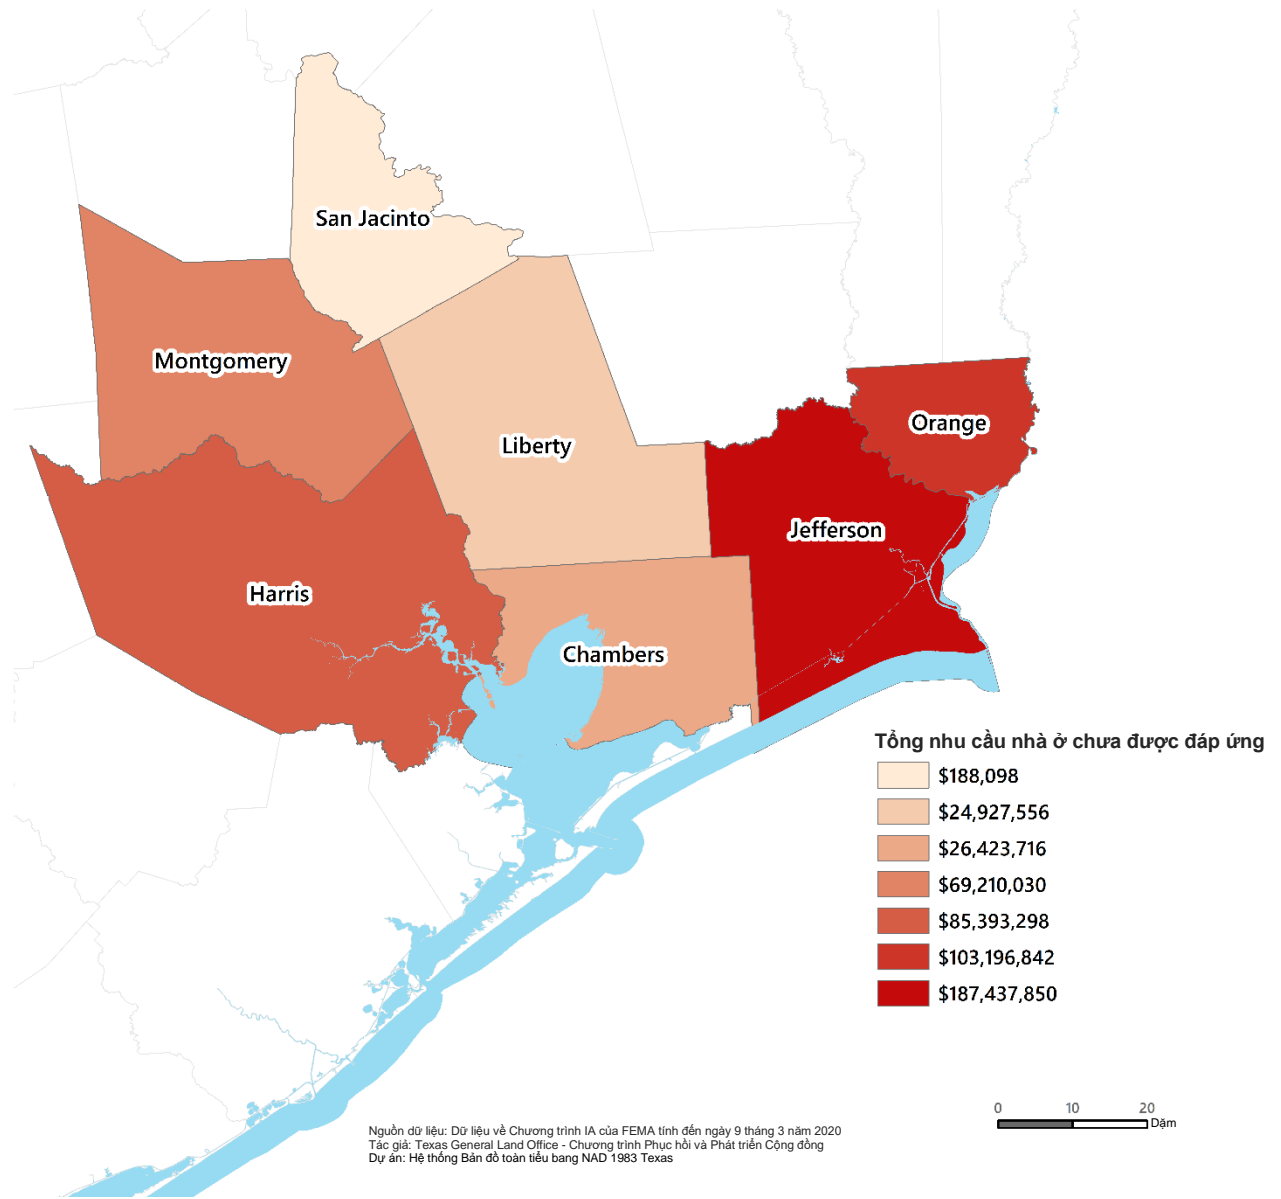 San Jacinto
Montgomery
Orange
Liberty
Jefferson
Harris
Chambers
Tổng nhu cầu nhà ở chưa được đáp ứng
$188,098
$24,927,556
$26,423,716
$69,210,030
$85,393,298
$103,196,842
$187,437,850
0 10 20
Dặm
Nguồn dữ liệu: Dữ liệu về Chương trình IA của FEMA tính đến ngày 9 tháng 3 năm 2020
Tác giả: Texas General Land Office - Chương trình Phục hồi và Phát triển Cộng đồng
Dự án: Hệ thống Bản đồ toàn tiểu bang NAD 1983 Texas